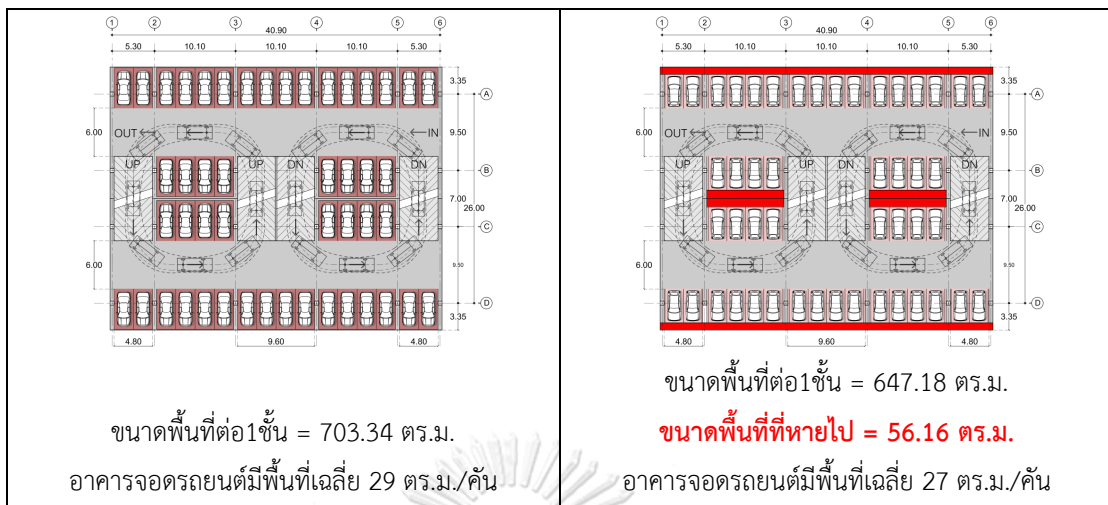 1 2 3 4 5 6
40.90
5.30 10.10 10.10 10.10 5.30
3.35
A
6.00
OUT IN
9.50
UP UP DN DN
B
7.00
26.00
C
6.00
9.50
D
3.35
4.80 9.60 4.80
ขนาดพื้นที่ต่อ1ชั้น = 703.34 ตร.ม.
อาคารจอดรถยนต์มีพื้นที่เฉลี่ย 29 ตร.ม./คัน
1 2 3 4 5 6
40.90
5.30 10.10 10.10 10.10 5.30
3.35
A
6.00
OUT IN
9.50
UP UP DN DN
B
7.00
26.00
C
6.00
9.50
D
3.35
4.80 9.60 4.80
ขนาดพื้นที่ต่อ1ชั้น = 647.18 ตร.ม.
ขนาดพื้นที่ที่หายไป = 56.16 ตร.ม.
อาคารจอดรถยนต์มีพื้นที่เฉลี่ย 27 ตร.ม./คัน